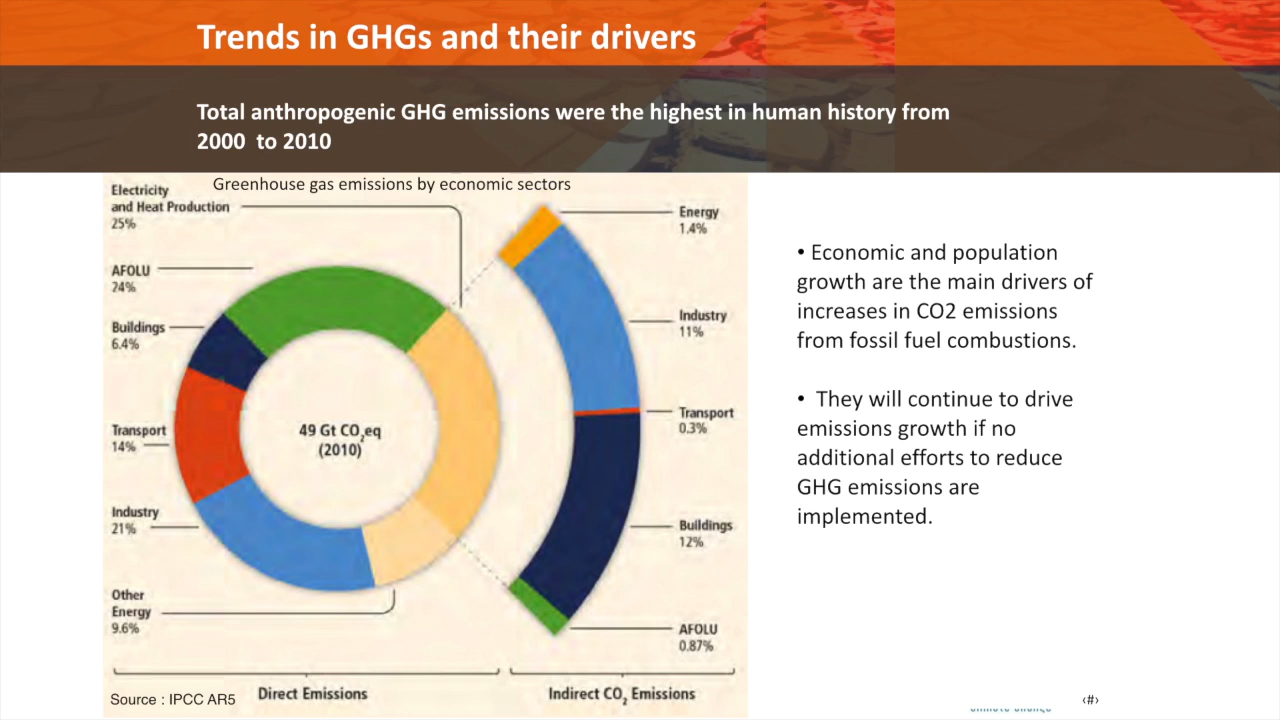 Trends in GHGs and their drivers
Total anthropogenic GHG emissions were the highest in human history from
2000  to 2010
Greenhouse gas emissions by economic sectors
Electricity
and Heat Production
25%
AFOLU
24%
Buildings
6.4%
Transport
14%
Industry
21%
Other
Energy
9.6%
49 Gt CO₂eq
(2010)
Energy
1.4%
Industry
11%
Transport
0.3%
Buildings
12%
AFOLU
0.87%
Direct Emissions
Indirect CO₂ Emissions
Source : IPCC AR5
• Economic and population
growth are the main drivers of
increases in CO2 emissions
from fossil fuel combustions.
•  They will continue to drive
emissions growth if no
additional efforts to reduce
GHG emissions are
implemented.
‹#›